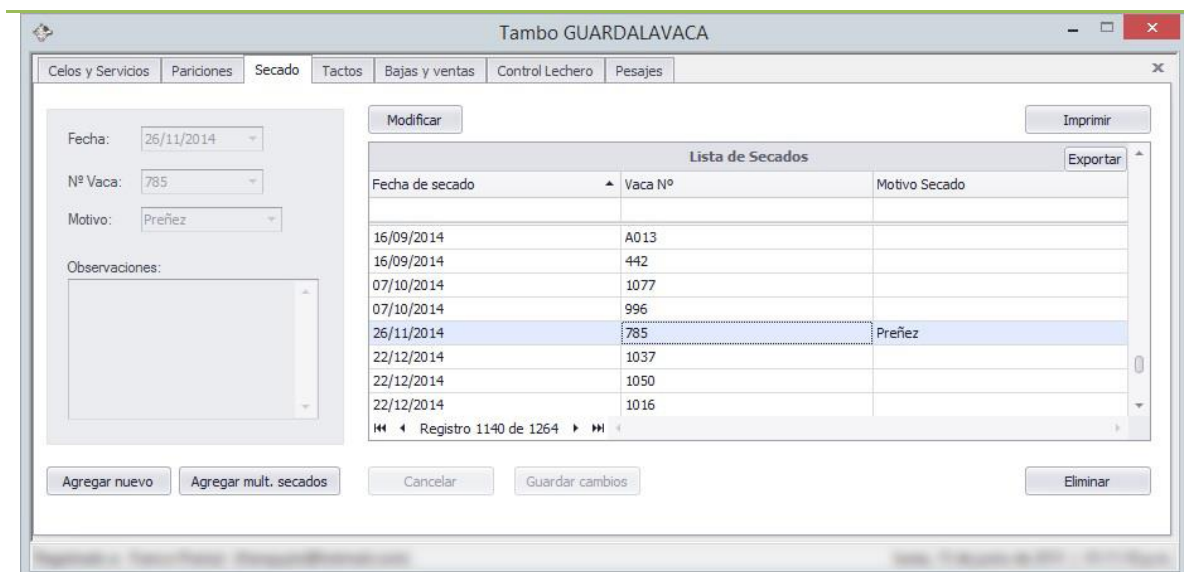 Tambo GUARDALAVACA
Celos y Servicios Pariciones Secado Tactos Bajas y ventas Control Lechero Pesajes
Modificar Imprimir
Fecha: 26/11/2014
Nº Vaca: 785
Motivo: Preñez
Observaciones:
Lista de Secados Exportar
Fecha de secado Vaca Nº Motivo Secado
16/09/2014 A013
16/09/2014 442
07/10/2014 1077
07/10/2014 996
26/11/2014 785 Preñez
22/12/2014 1037
22/12/2014 1050
22/12/2014 1016
Registro 1140 de 1264
Agregar nuevo Agregar mult. secados Cancelar Guardar cambios Eliminar